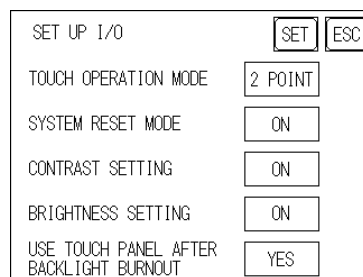 SET UP I/O SET ESC
TOUCH OPERATION MODE 2 POINT
SYSTEM RESET MODE ON
CONTRAST SETTING ON
BRIGHTNESS SETTING ON
USE TOUCH PANEL AFTER
BACKLIGHT BURNOUT YES